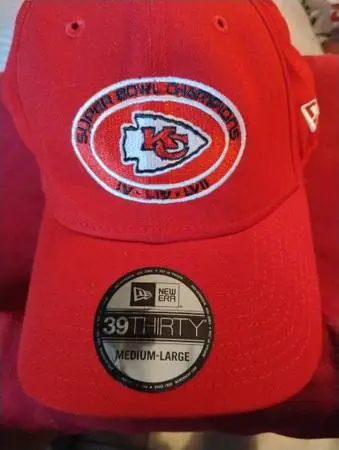 SUPER BOWL CHAMPIONS
KC
IV · LIV · LVII
NEW ERA
39THIRTY
MEDIUM-LARGE